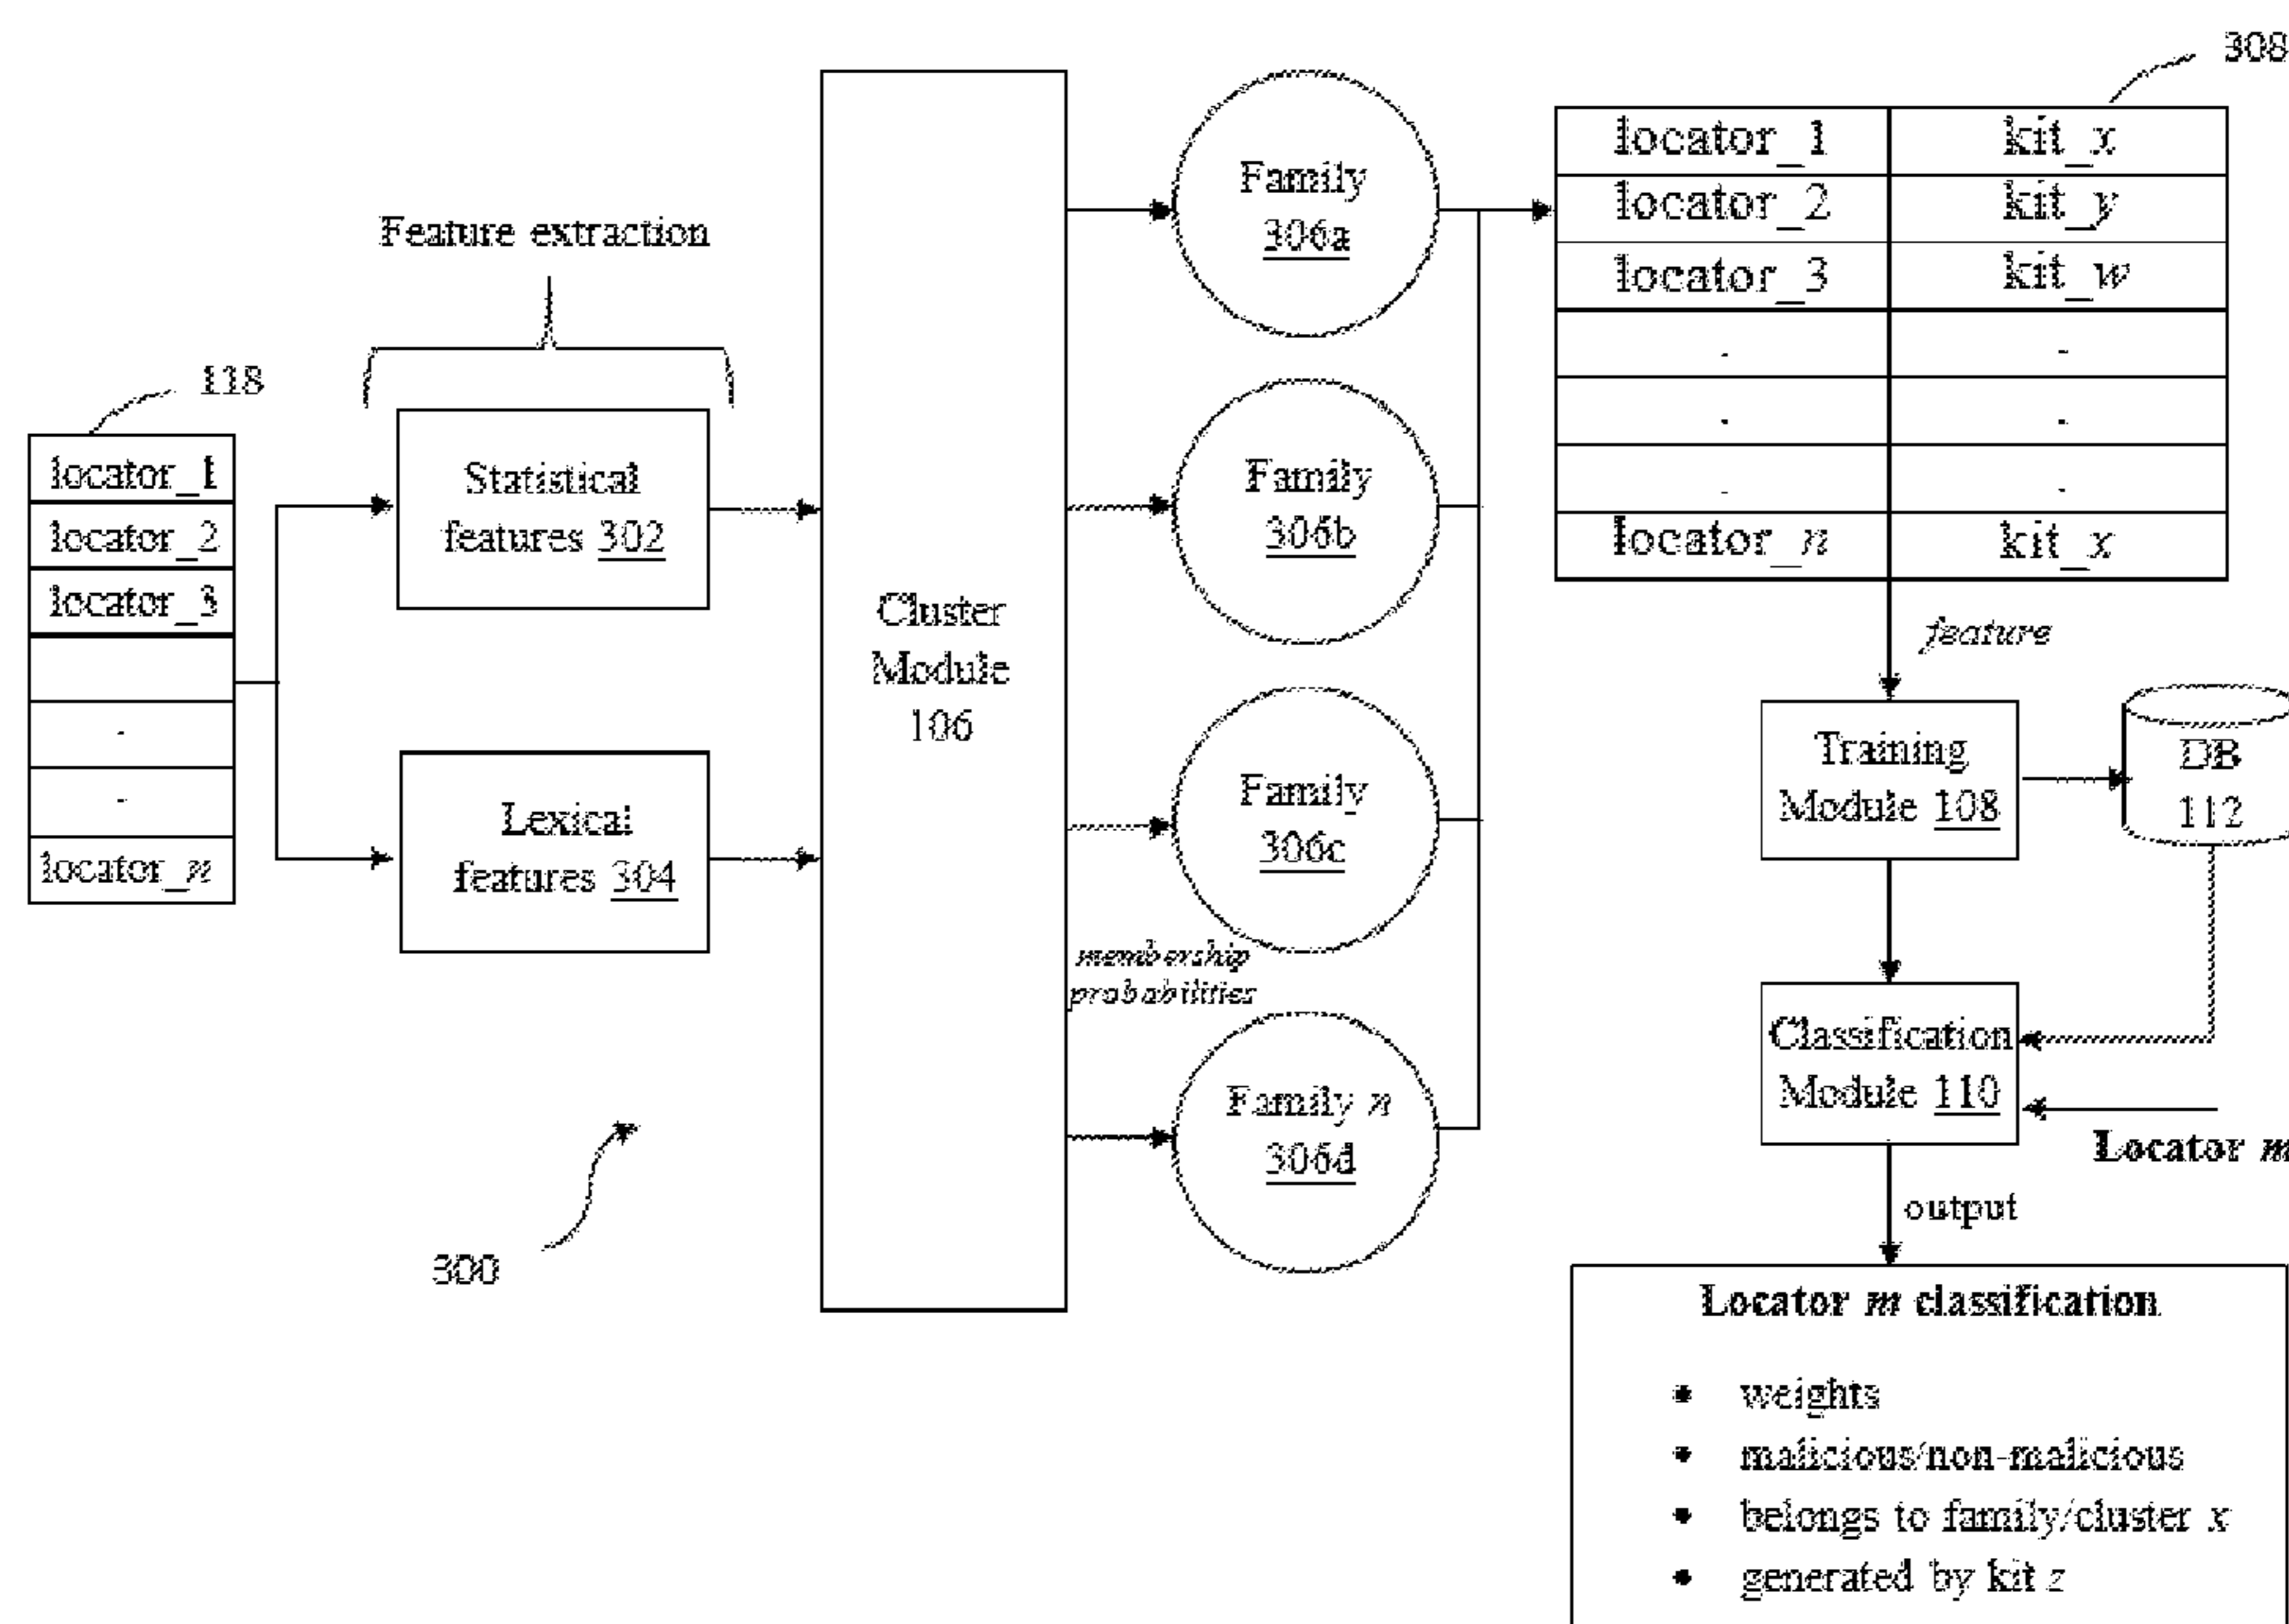 308
locator_1 kit_x
locator_2 kit_y
locator_3 kit_w
. .
. .
. .
locator_n kit_x
Feature extraction
118
locator_1
locator_2
locator_3
.
.
locator_n
Statistical
features 302
Lexical
features 304
Cluster
Module
106
Family
306a
Family
306b
Family
306c
membership
probabilities
Family n
306d
300
feature
Training
Module 108
DB
112
Classification
Module 110
Locator m
output
Locator m classification
• weights
• malicious/non-malicious
• belongs to family/cluster x
• generated by kit z